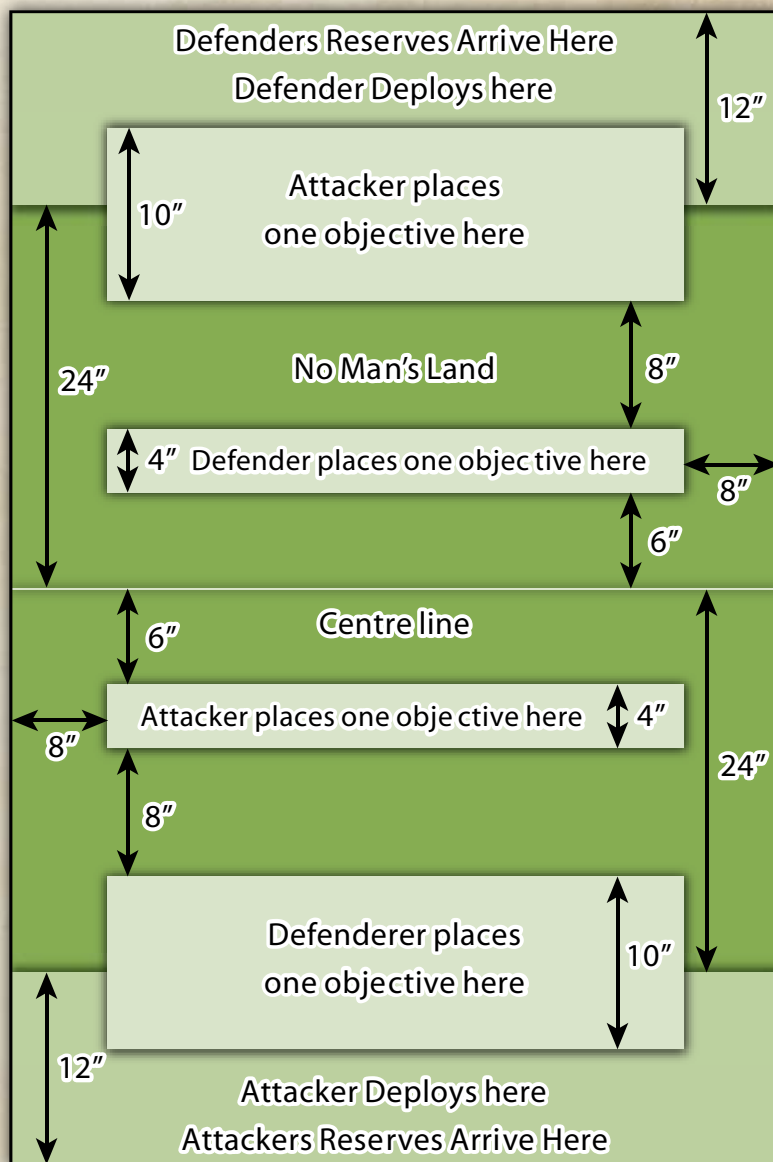 Defenders Reserves Arrive Here
Defender Deploys here
12”
Attacker places
one objective here
10”
24”
No Man’s Land
8”
4”
Defender places one objec tive here
8”
6”
6”
Centre line
Attacker places one obje ctive here
4”
8”
24”
8”
Defenderer places
one objective here
10”
12”
Attacker Deploys here
Attackers Reserves Arrive Here